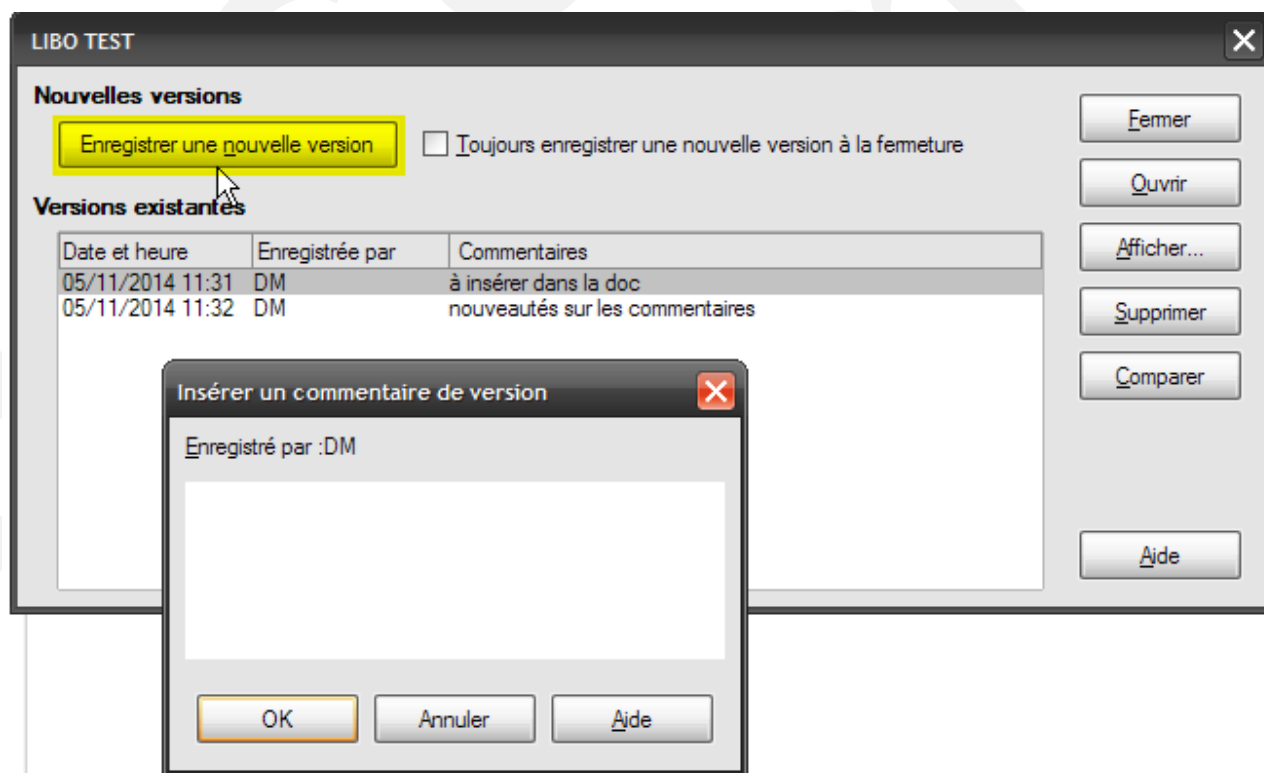 LIBO TEST
Nouvelles versions
Enregistrer une nouvelle version
Toujours enregistrer une nouvelle version à la fermeture
Fermer
Ouvrir
Versions existantes
Date et heure Enregistrée par Commentaires
Afficher...
05/11/2014 11:31 DM à insérer dans la doc
05/11/2014 11:32 DM nouveautés sur les commentaires
Supprimer
Comparer
Insérer un commentaire de version
Enregistré par :DM
Aide
OK Annuler Aide